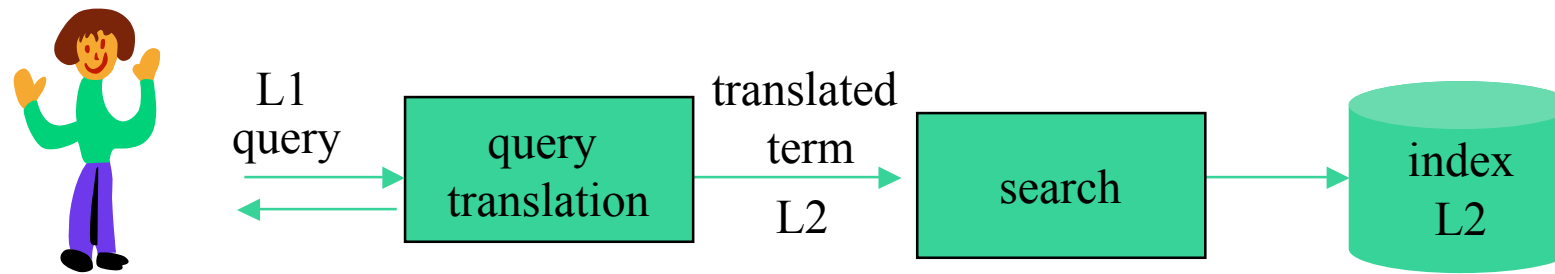 L1
query
query
translation
translated
term
L2
search
index
L2